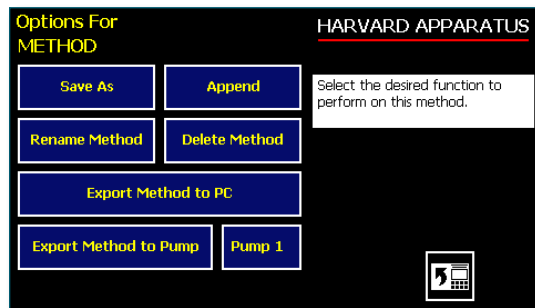 Options For
METHOD
HARVARD APPARATUS
Save As
Append
Select the desired function to
perform on this method.
Rename Method
Delete Method
Export Method to PC
Export Method to Pump
Pump 1